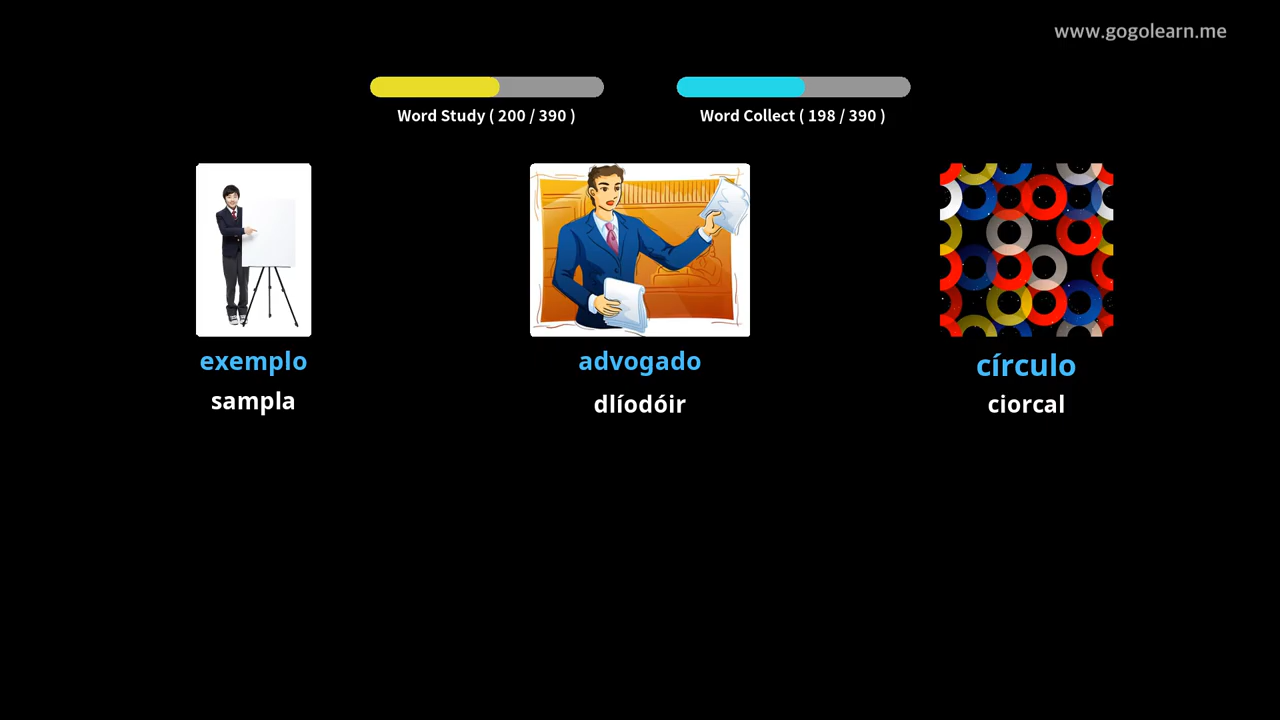 www.gogolearn.me
Word Study ( 200 / 390 )
Word Collect ( 198 / 390 )
exemplo
sampla
advogado
dlíodóir
círculo
ciorcal